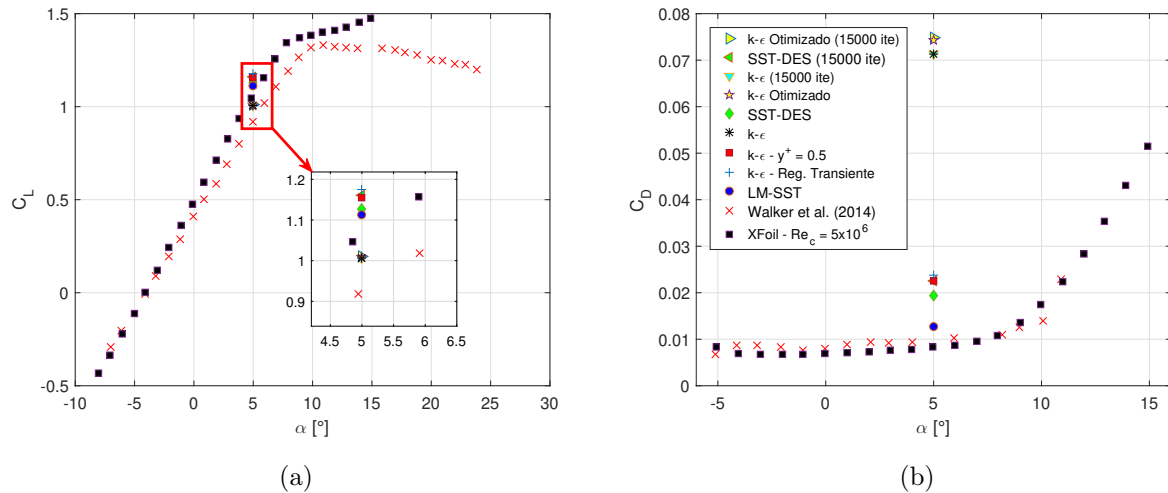 1.5
1
0.5
0
-0.5
C_L
-10
-5
0
5
10
15
20
25
30
α [°]
1.2
1.1
1
0.9
4.5
5
5.5
6
6.5
(a)
0.08
0.07
0.06
0.05
0.04
0.03
0.02
0.01
0
C_D
-5
0
5
10
15
α [°]
k-ϵ Otimizado (15000 ite)
SST-DES (15000 ite)
k-ϵ (15000 ite)
k-ϵ Otimizado
SST-DES
k-ϵ
k-ϵ - y⁺ = 0.5
k-ϵ - Reg. Transiente
LM-SST
Walker et al. (2014)
XFoil - Re_c = 5x10⁶
(b)